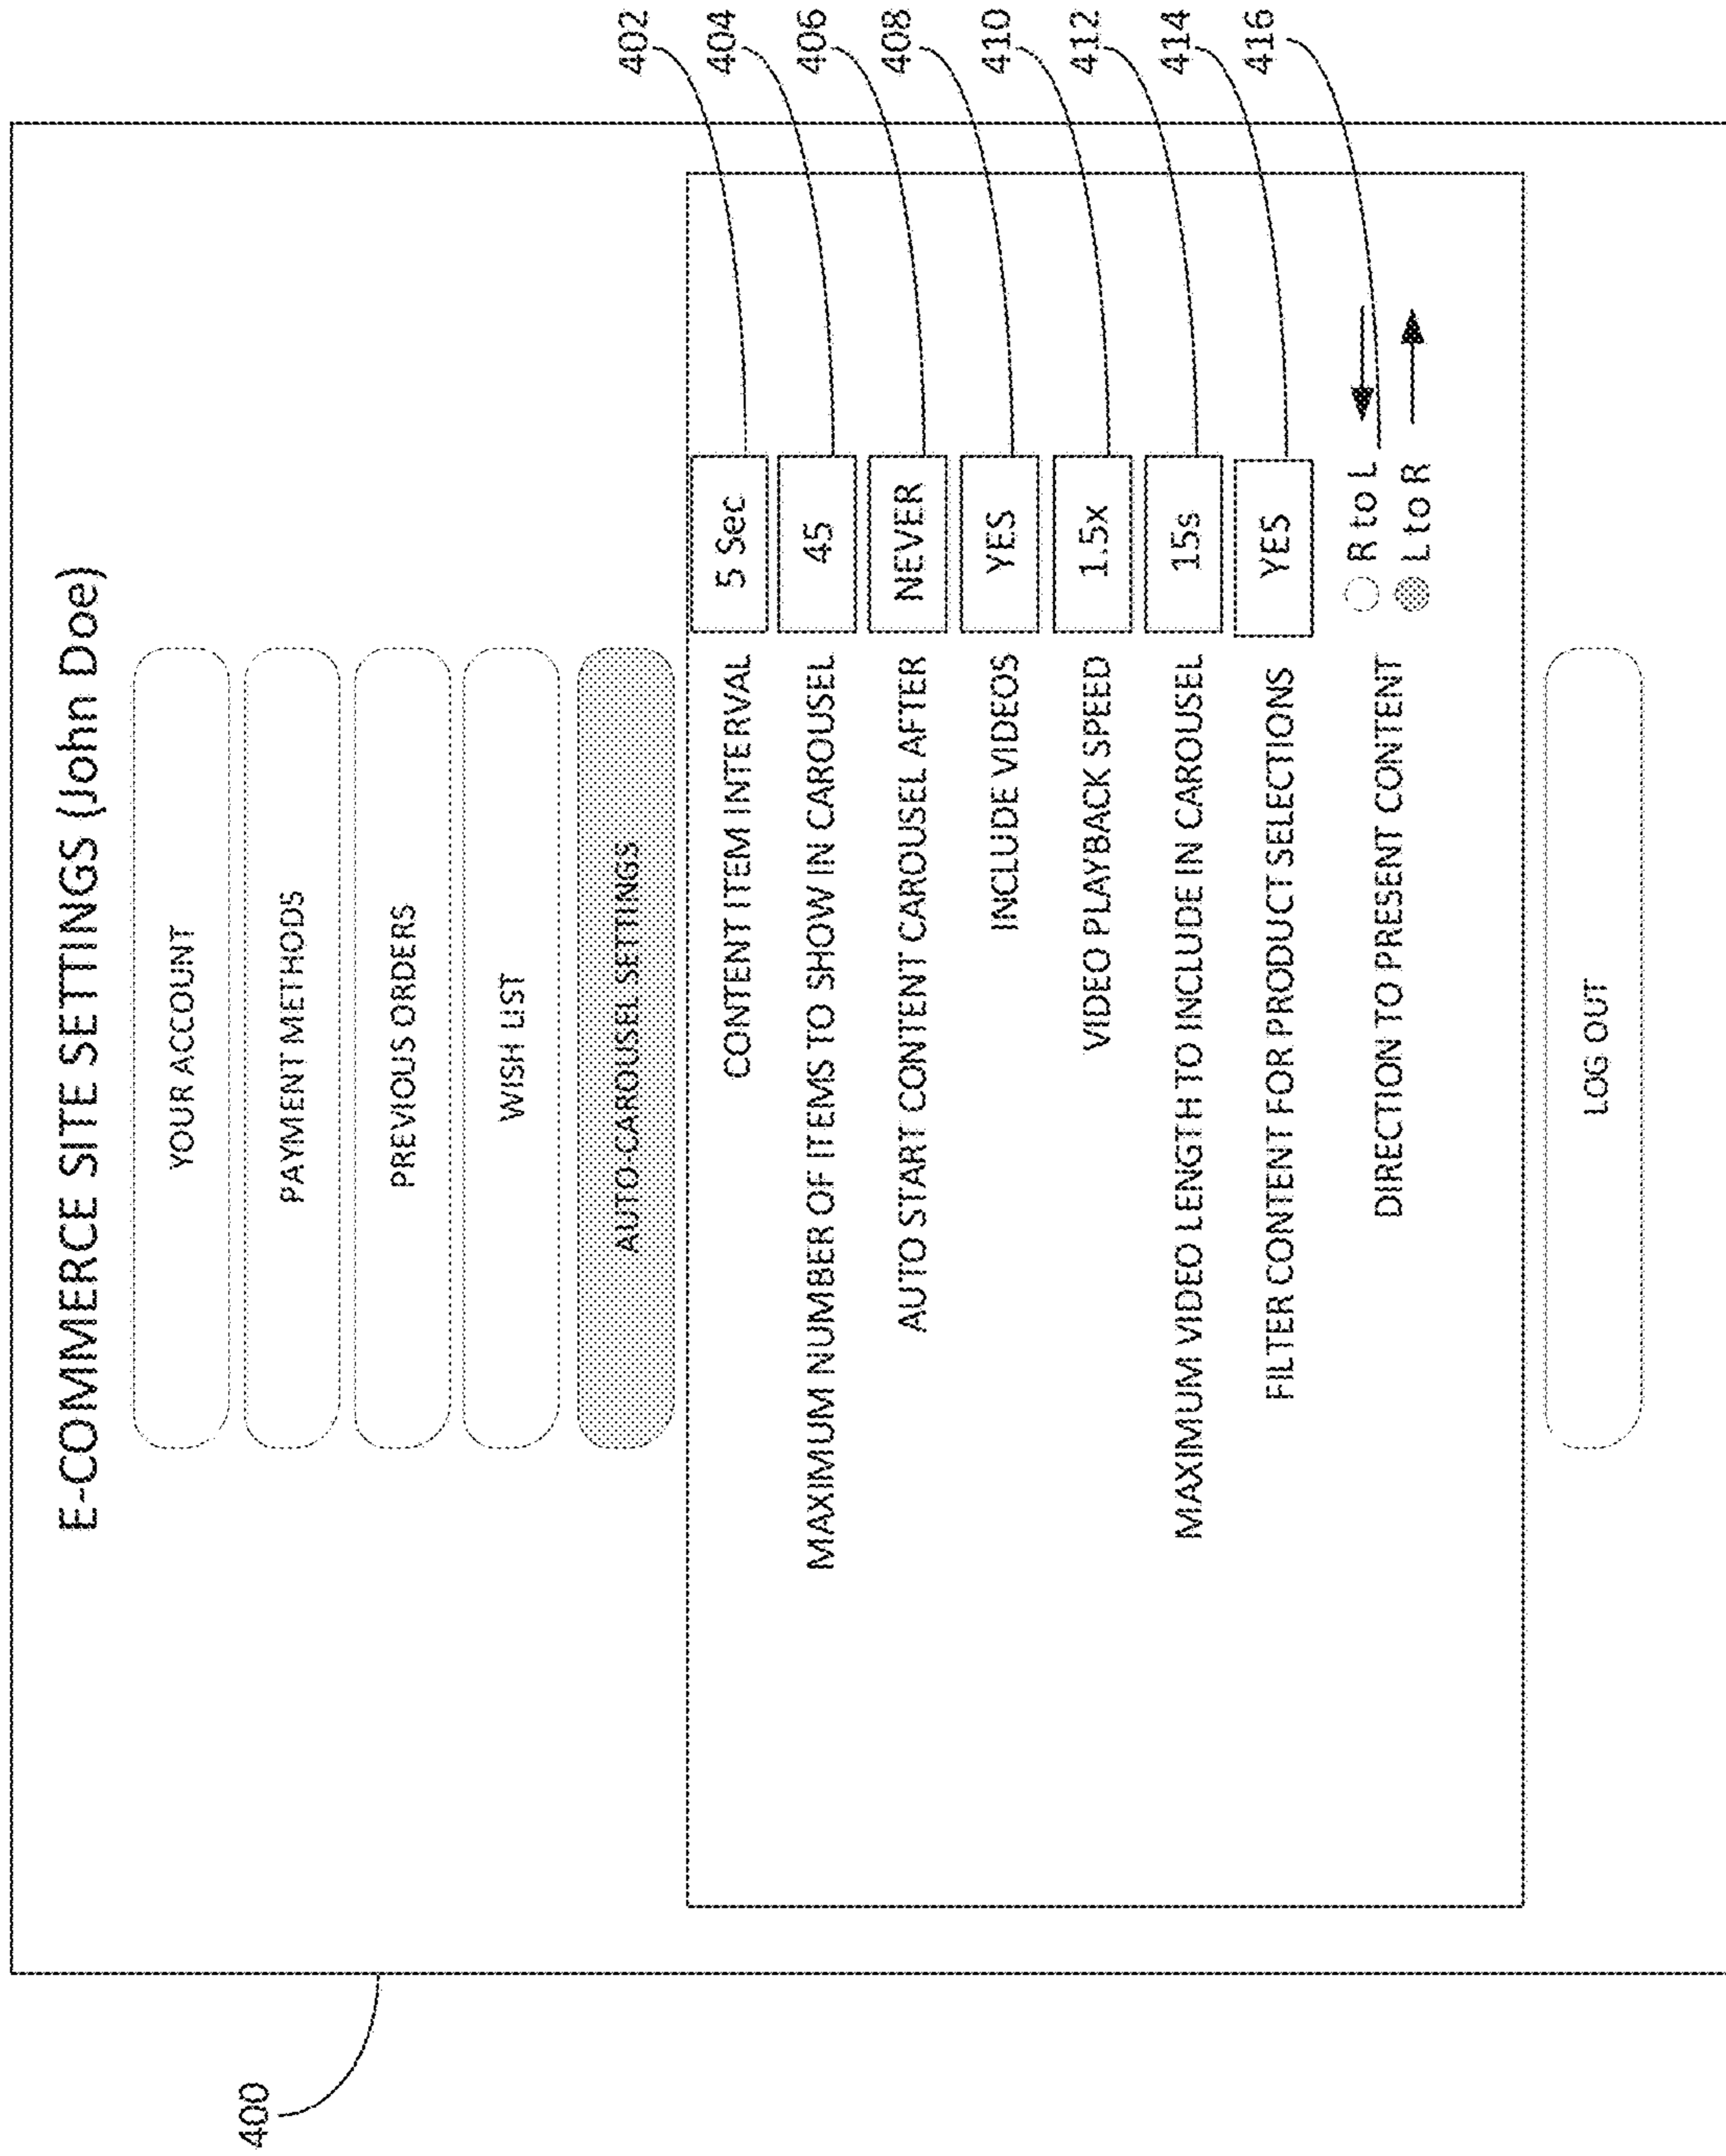 E-COMMERCE SITE SETTINGS (John Doe)
YOUR ACCOUNT
PAYMENT METHODS
PREVIOUS ORDERS
WISH LIST
AUTO-CAROUSEL SETTINGS
CONTENT ITEM INTERVAL 5 Sec 402
MAXIMUM NUMBER OF ITEMS TO SHOW IN CAROUSEL 45 404
AUTO START CONTENT CAROUSEL AFTER NEVER 406
INCLUDE VIDEOS YES 408
VIDEO PLAYBACK SPEED 1.5x 410
MAXIMUM VIDEO LENGTH TO INCLUDE IN CAROUSEL 15s 412
FILTER CONTENT FOR PRODUCT SELECTIONS YES 414
DIRECTION TO PRESENT CONTENT R to L 416
L to R
LOG OUT
400